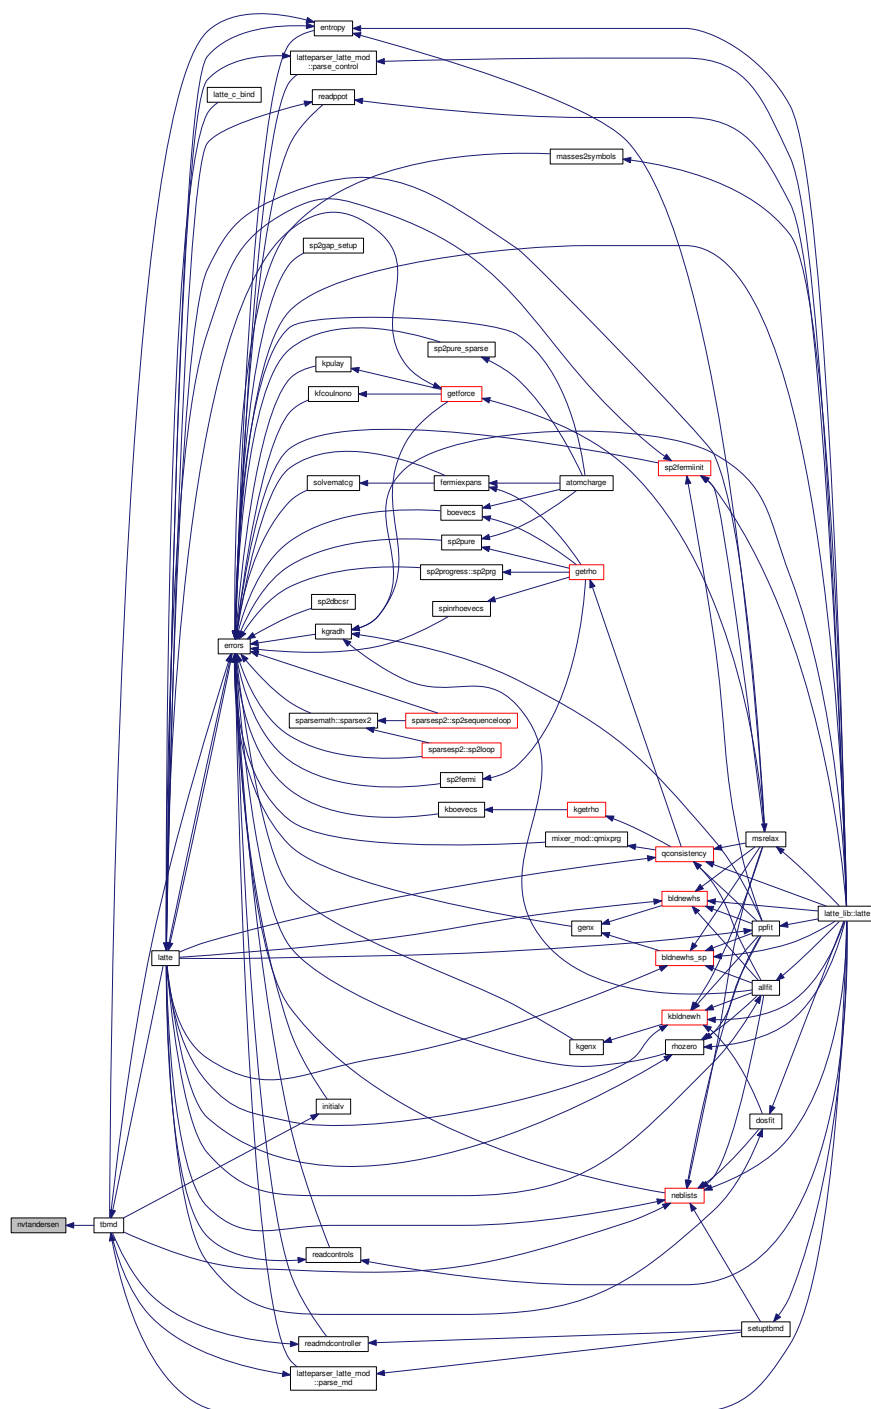 entropy
latteparser_latte_mod
::parse_control
latte_c_bind
readppot
masses2symbols
sp2gap_setup
sp2pure_sparse
kpulay
kfcoulnono
getforce
sp2fermiinit
solvematcg
fermiexpans
atomcharge
boevecs
sp2pure
sp2progress::sp2prg
getrho
sp2dbcsr
spinrhoevecs
kgradh
errors
sparsemath::sparsex2
sparsesp2::sp2sequenceloop
sparsesp2::sp2loop
sp2fermi
kboevecs
kgetrho
mixer_mod::qmixprg
msrelax
qconsistency
bldnewhs
latte_lib::latte
genx
ppfit
latte
bldnewhs_sp
allfit
kbldnewh
kgenx
rhozero
initialv
dosfit
neblists
nvtandersen
tbmd
readcontrols
setuptbmd
readmdcontroller
latteparser_latte_mod
::parse_md